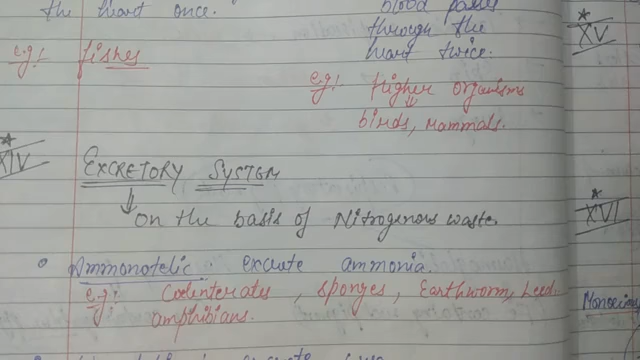 the heart once.
blood passes
through the
heart twice.
e.g:- fishes
e.g:- Higher organisms
birds, mammals.
XV
XIV
EXCRETORY SYSTEM
on the basis of Nitrogenous waste
XVI
Ammonotelic: excrete ammonia.
e.g:- Coelenterates, sponges, Earthworm, Leed.
amphibians.